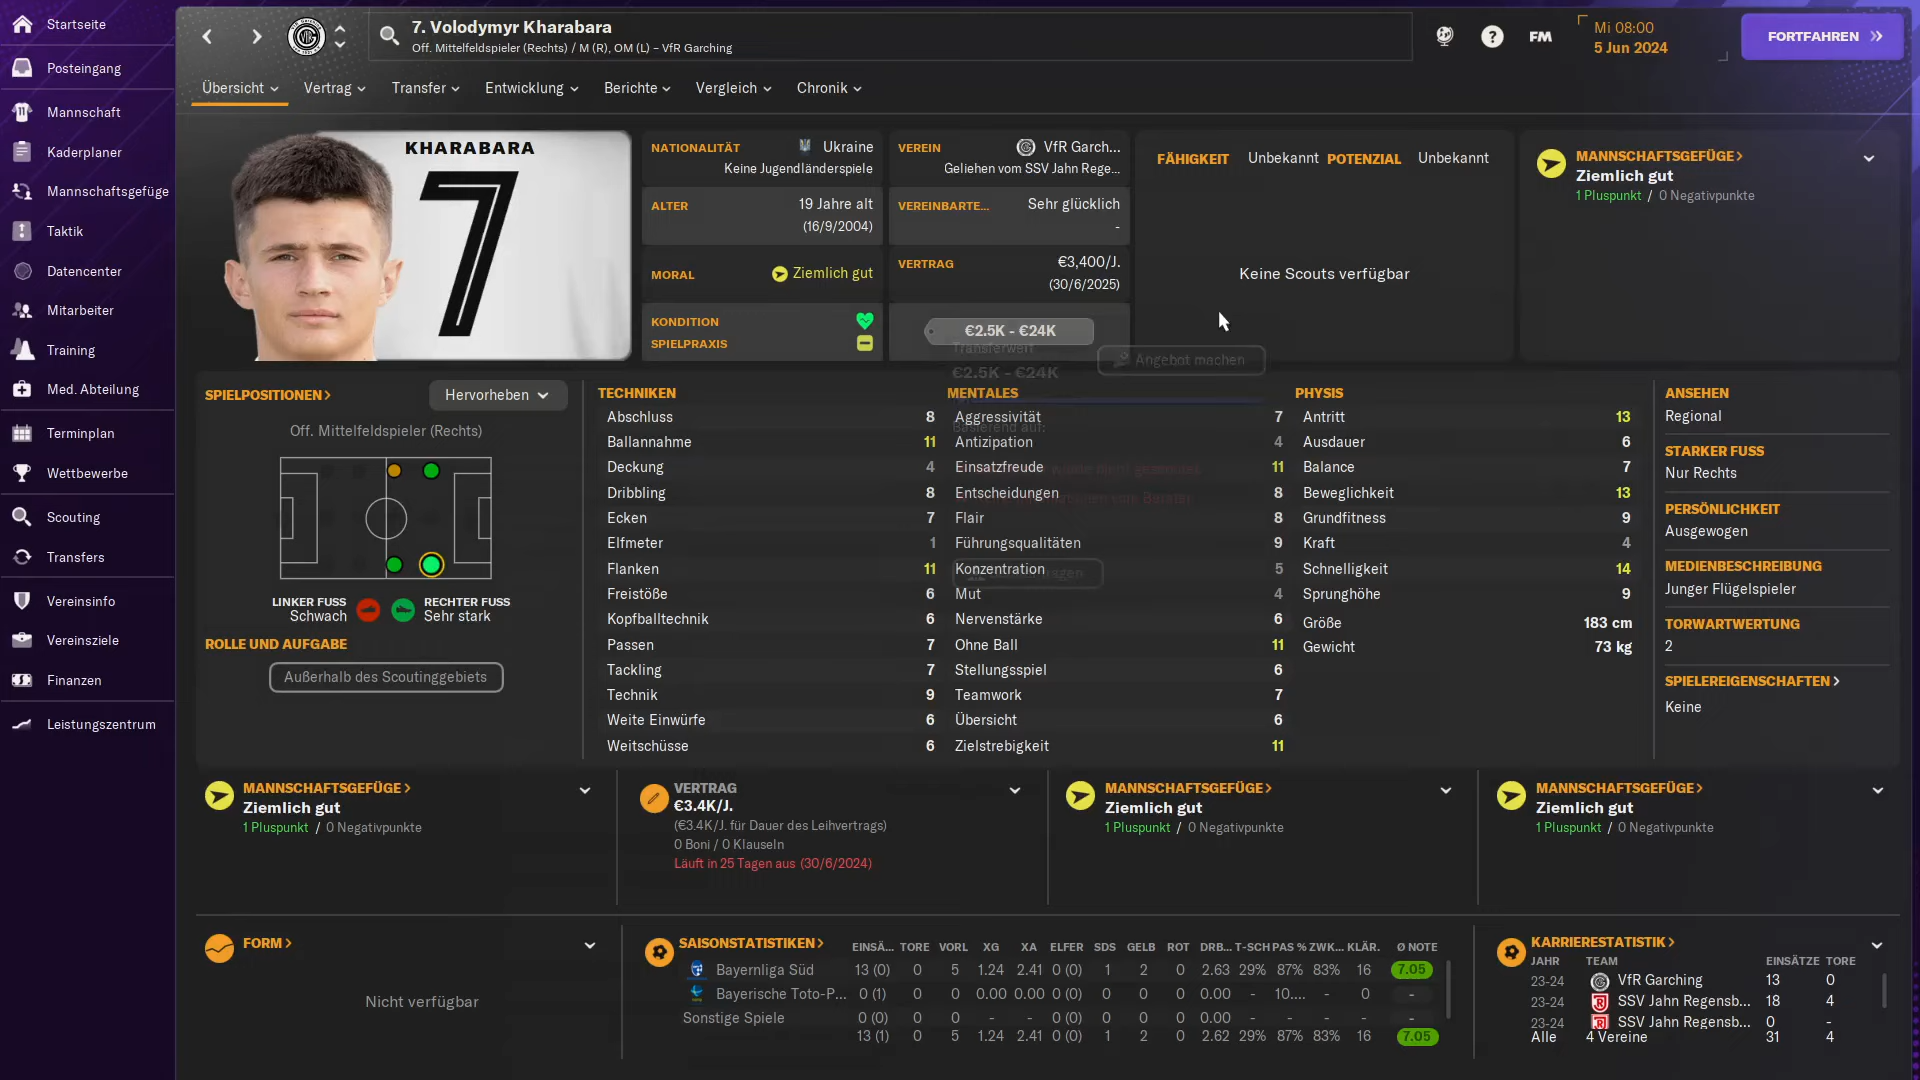 Startseite
Posteingang
Mannschaft
Kaderplaner
Mannschaftsgefüge
Taktik
Datencenter
Mitarbeiter
Training
Med. Abteilung
Terminplan
Wettbewerbe
Scouting
Transfers
Vereinsinfo
Vereinsziele
Finanzen
Leistungszentrum
7. Volodymyr Kharabara
Off. Mittelfeldspieler (Rechts) / M (R), OM (L) - VfR Garching
FM
Mi 08:00
5 Jun 2024
FORTFAHREN
Übersicht Vertrag Transfer Entwicklung Berichte Vergleich Chronik
KHARABARA
7
NATIONALITÄT Ukraine
Keine Jugendländerspiele
ALTER 19 Jahre alt
(16/9/2004)
MORAL Ziemlich gut
KONDITION
SPIELPRAXIS
VEREIN VfR Garch...
Geliehen vom SSV Jahn Rege...
VEREINBARTE... Sehr glücklich
-
VERTRAG €3,400/J.
(30/6/2025)
€2.5K - €24K
Transferwert
€2.5K - €24K
Angebot machen
Basierend auf:
FÄHIGKEIT Unbekannt POTENZIAL Unbekannt
Keine Scouts verfügbar
MANNSCHAFTSGEFÜGE
Ziemlich gut
1 Pluspunkt / 0 Negativpunkte
SPIELPOSITIONEN Hervorheben
Off. Mittelfeldspieler (Rechts)
LINKER FUSS
Schwach
RECHTER FUSS
Sehr stark
ROLLE UND AUFGABE
Außerhalb des Scoutinggebiets
TECHNIKEN
Abschluss 8
Ballannahme 11
Deckung 4
Dribbling 8
Ecken 7
Elfmeter 1
Flanken 11
Freistöße 6
Kopfballtechnik 6
Passen 7
Tackling 7
Technik 9
Weite Einwürfe 6
Weitschüsse 6
MENTALES
Aggressivität 7
Antizipation 4
Einsatzfreude 11
Entscheidungen 8
Flair 8
Führungsqualitäten 9
Konzentration 5
Mut 4
Nervenstärke 6
Ohne Ball 11
Stellungsspiel 6
Teamwork 7
Übersicht 6
Zielstrebigkeit 11
PHYSIS
Antritt 13
Ausdauer 6
Balance 7
Beweglichkeit 13
Grundfitness 9
Kraft 4
Schnelligkeit 14
Sprunghöhe 9
Größe 183 cm
Gewicht 73 kg
ANSEHEN
Regional
STARKER FUSS
Nur Rechts
PERSÖNLICHKEIT
Ausgewogen
MEDIENBESCHREIBUNG
Junger Flügelspieler
TORWARTWERTUNG
2
SPIELEREIGENSCHAFTEN
Keine
MANNSCHAFTSGEFÜGE
Ziemlich gut
1 Pluspunkt / 0 Negativpunkte
VERTRAG
€3.4K/J.
(€3.4K/J. für Dauer des Leihvertrags)
0 Boni / 0 Klauseln
Läuft in 25 Tagen aus (30/6/2024)
MANNSCHAFTSGEFÜGE
Ziemlich gut
1 Pluspunkt / 0 Negativpunkte
MANNSCHAFTSGEFÜGE
Ziemlich gut
1 Pluspunkt / 0 Negativpunkte
FORM
Nicht verfügbar
SAISONSTATISTIKEN EINSÄ... TORE VORL XG XA ELFER SDS GELB ROT DRB... T-SCH PAS % ZWK... KLÄR. Ø NOTE
Bayernliga Süd 13 (0) 0 5 1.24 2.41 0 (0) 1 2 0 2.63 29% 87% 83% 16 7.05
Bayerische Toto-P... 0 (1) 0 0 0.00 0.00 0 (0) 0 0 0 0.00 - 10.... - 0 -
Sonstige Spiele 0 (0) 0 0 - - 0 (0) 0 0 0 0.00 - - - - -
13 (1) 0 5 1.24 2.41 0 (0) 1 2 0 2.62 29% 87% 83% 16 7.05
KARRIERESTATISTIK
JAHR TEAM EINSÄTZE TORE
23-24 VfR Garching 13 0
23-24 SSV Jahn Regensb... 18 4
23-24 SSV Jahn Regensb... 0 -
Alle 4 Vereine 31 4